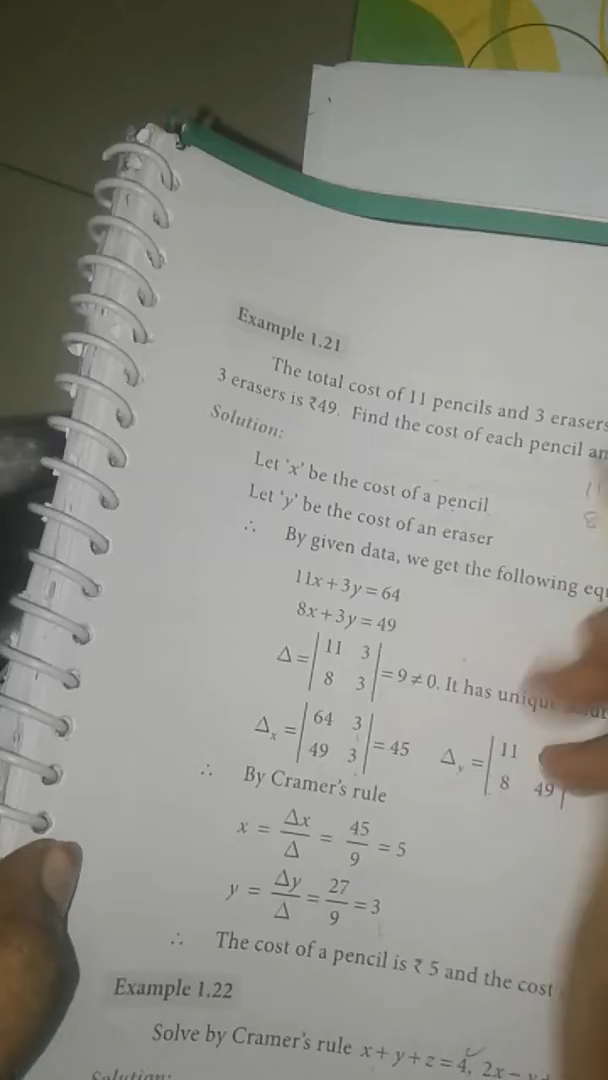 Example 1.21
The total cost of 11 pencils and 3 erasers
3 erasers is ₹49. Find the cost of each pencil
Solution:
Let 'x' be the cost of a pencil
Let 'y' be the cost of an eraser
∴ By given data, we get the following
11x + 3y = 64
8x + 3y = 49
Δ = | 11 3 | = 9 ≠ 0. It has
| 8 3 |
Δx = | 64 3 | = 45 Δy = | 11
| 49 3 | | 8 49 |
∴ By Cramer's rule
x = Δx / Δ = 45 / 9 = 5
y = Δy / Δ = 27 / 9 = 3
∴ The cost of a pencil is ₹ 5 and the cost
Example 1.22
Solve by Cramer's rule x + y + z = 4, 2x −
Solution: